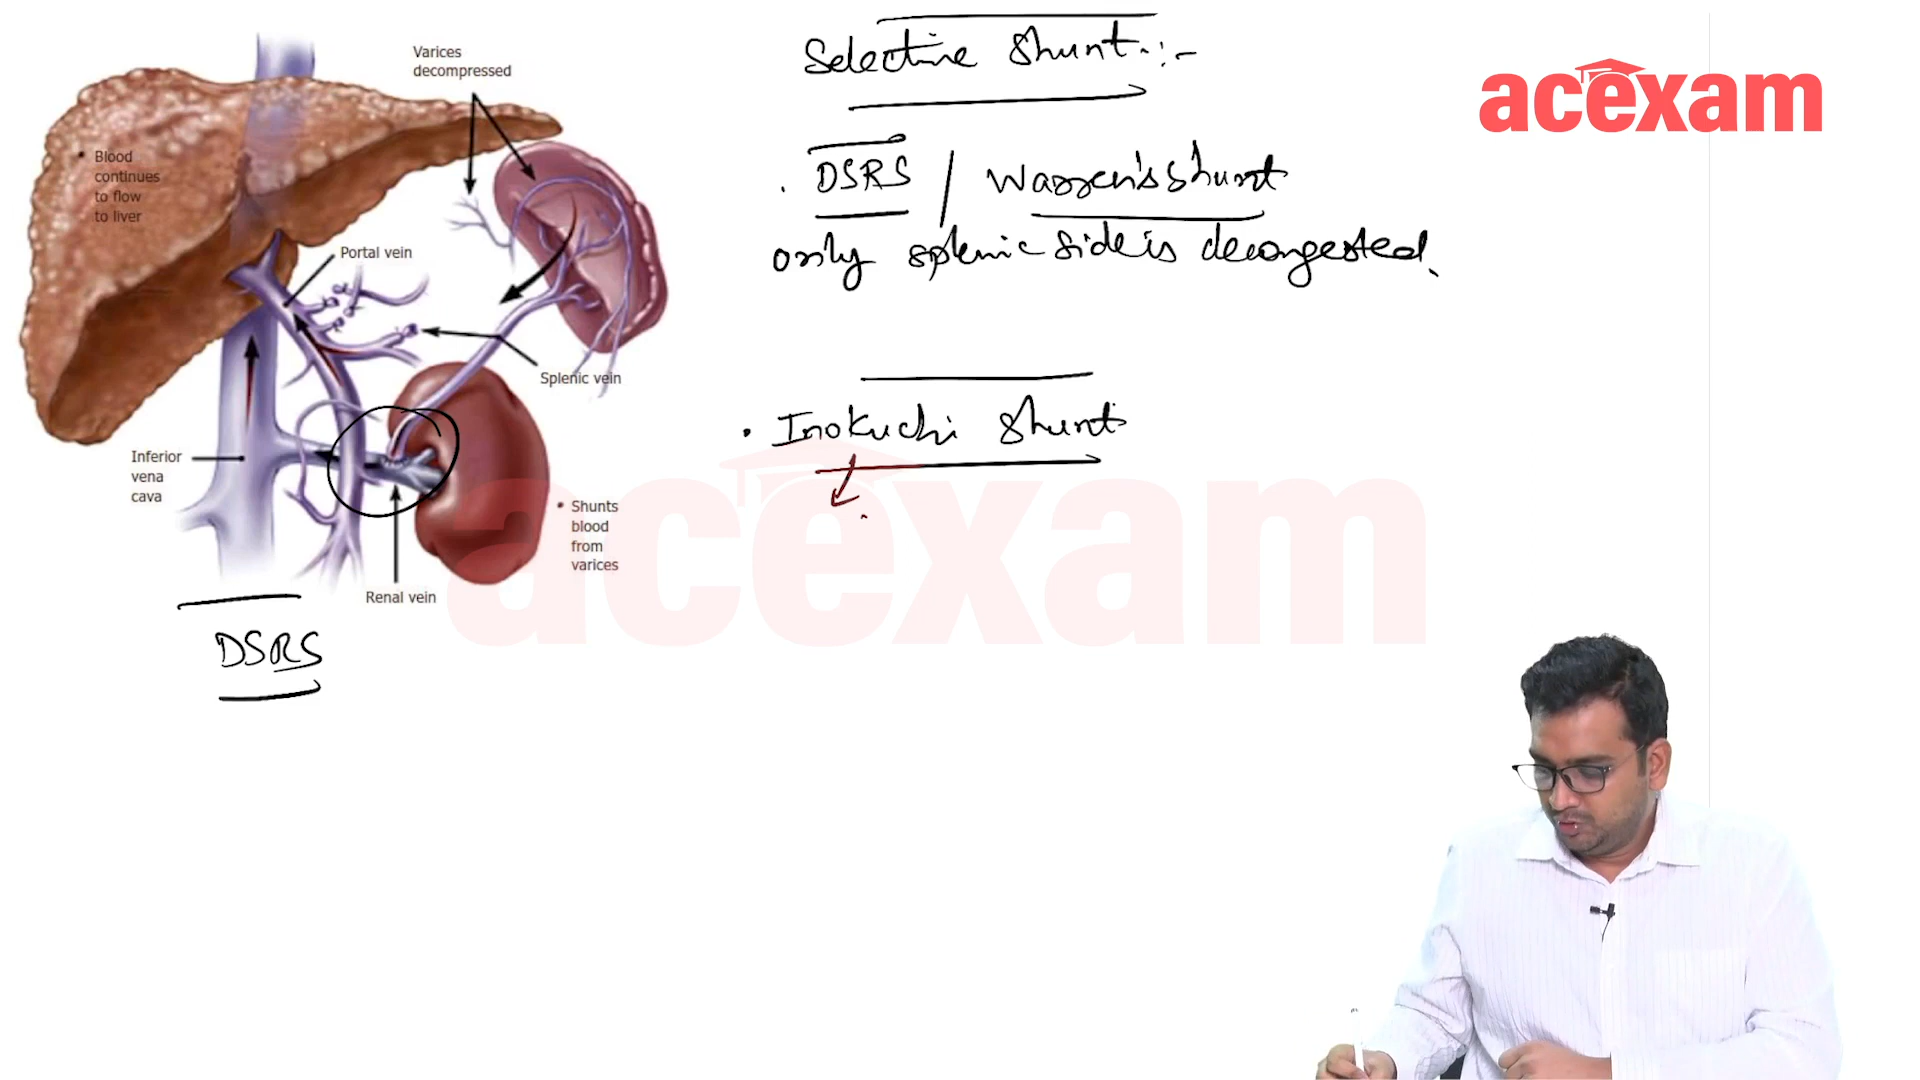 Varices
decompressed
• Blood
continues
to flow
to liver
Portal vein
Splenic vein
Inferior
vena
cava
• Shunts
blood
from
varices
Renal vein
DSRS
Selective Shunt :-
. DSRS / Warren's shunt
only splenic side is decongested.
• Inokuchi Shunt
acexam
acexam